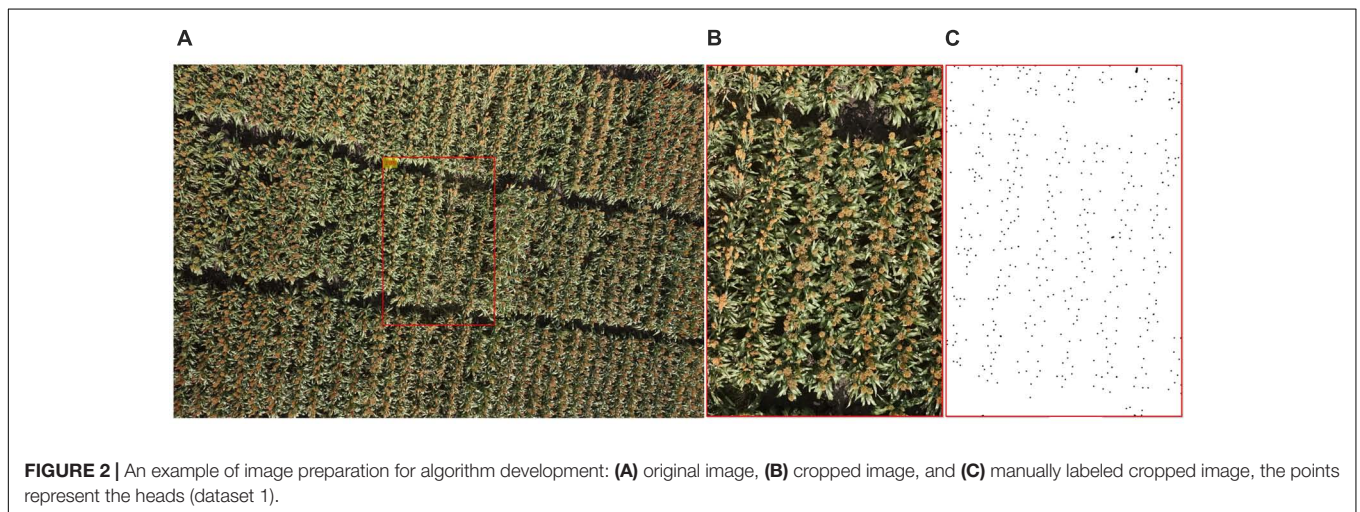 A B C
FIGURE 2 | An example of image preparation for algorithm development: (A) original image, (B) cropped image, and (C) manually labeled cropped image, the points
represent the heads (dataset 1).